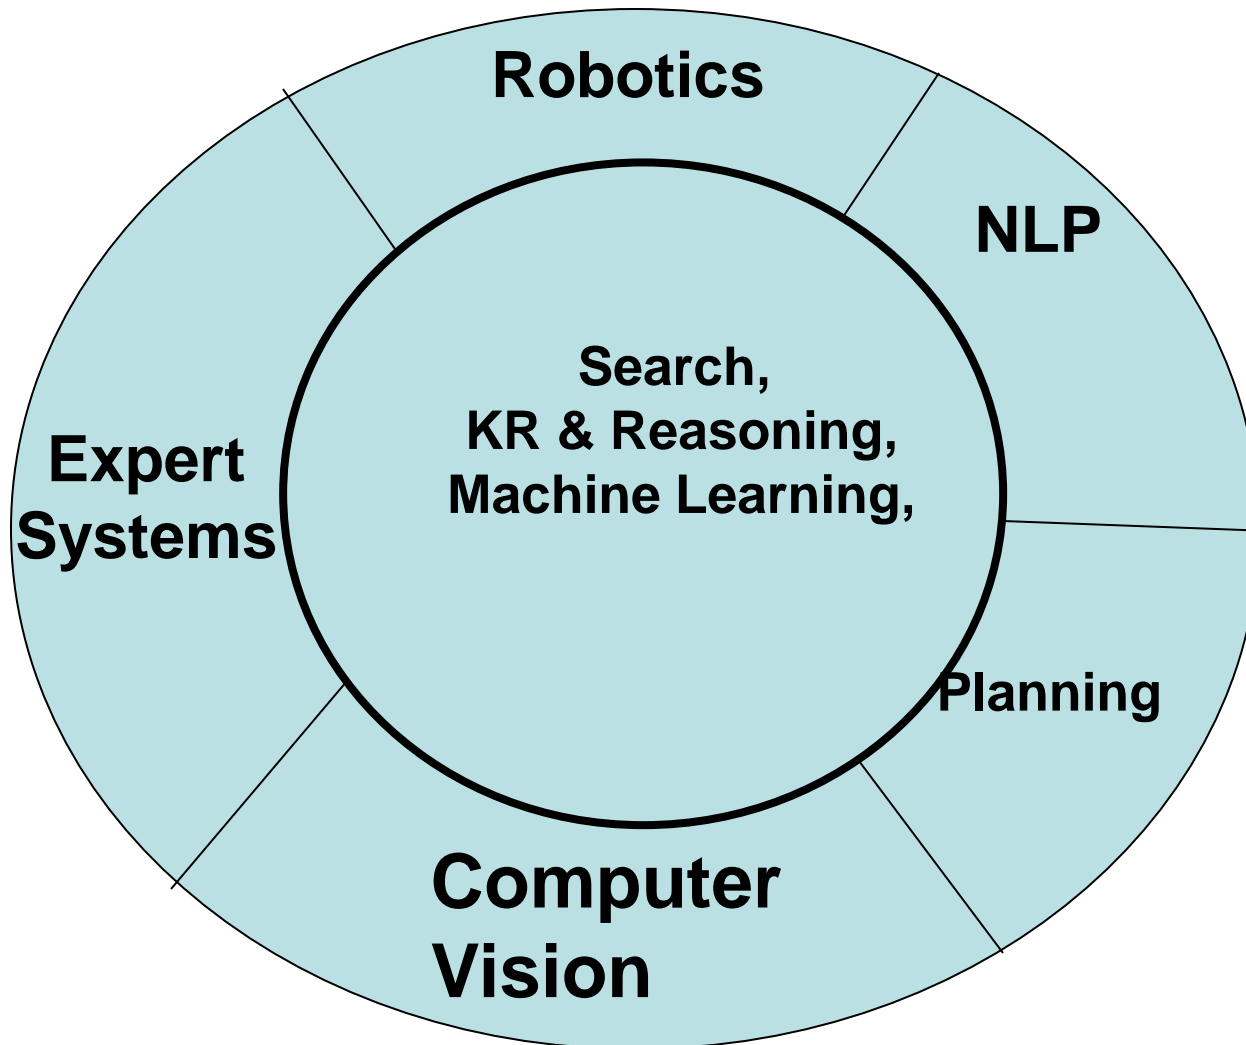 Robotics
NLP
Search,
KR & Reasoning,
Machine Learning,
Expert
Systems
Planning
Computer
Vision